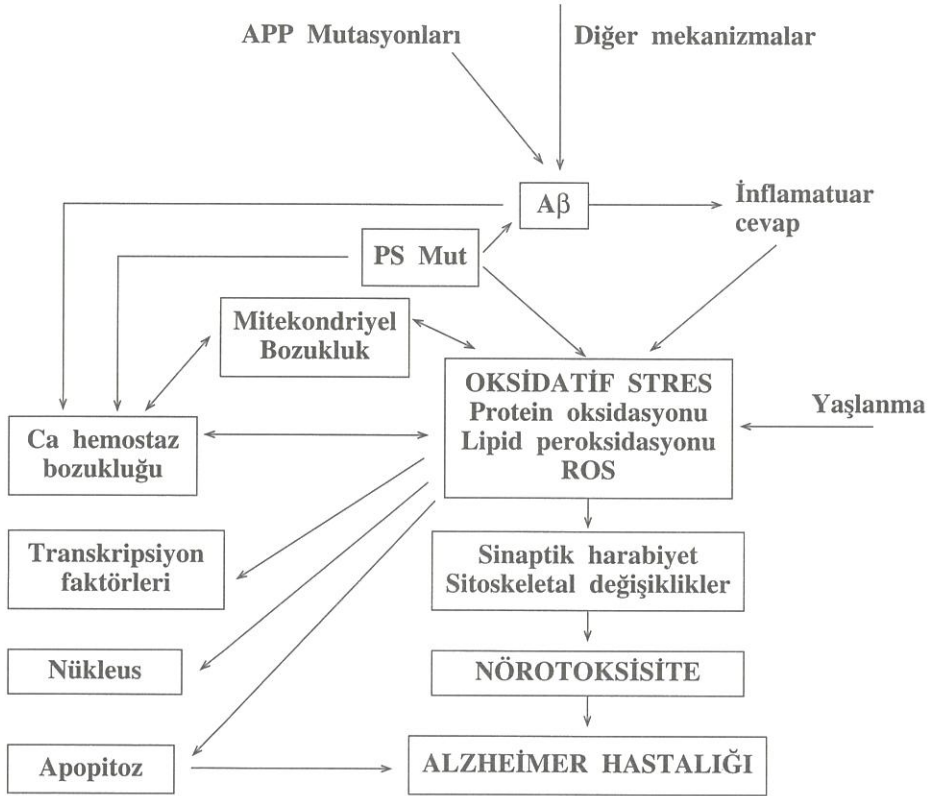 APP Mutasyonları
Diğer mekanizmalar
Aβ
İnflamatuar
cevap
PS Mut
Mitekondriyel
Bozukluk
OKSİDATİF STRES
Protein oksidasyonu
Lipid peroksidasyonu
ROS
Yaşlanma
Ca hemostaz
bozukluğu
Transkripsiyon
faktörleri
Sinaptik harabiyet
Sitoskeletal değişiklikler
Nükleus
NÖROTOKSİSİTE
Apopitoz
ALZHEİMER HASTALIĞI